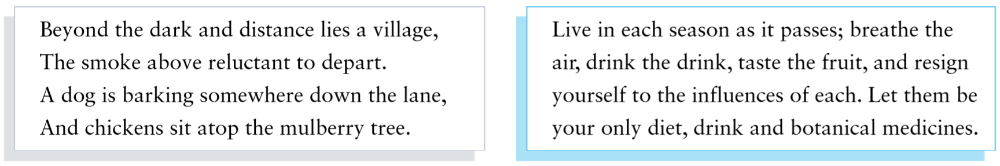 Beyond the dark and distance lies a village,
The smoke above reluctant to depart.
A dog is barking somewhere down the lane,
And chickens sit atop the mulberry tree.
Live in each season as it passes; breathe the
air, drink the drink, taste the fruit, and resign
yourself to the influences of each. Let them be
your only diet, drink and botanical medicines.